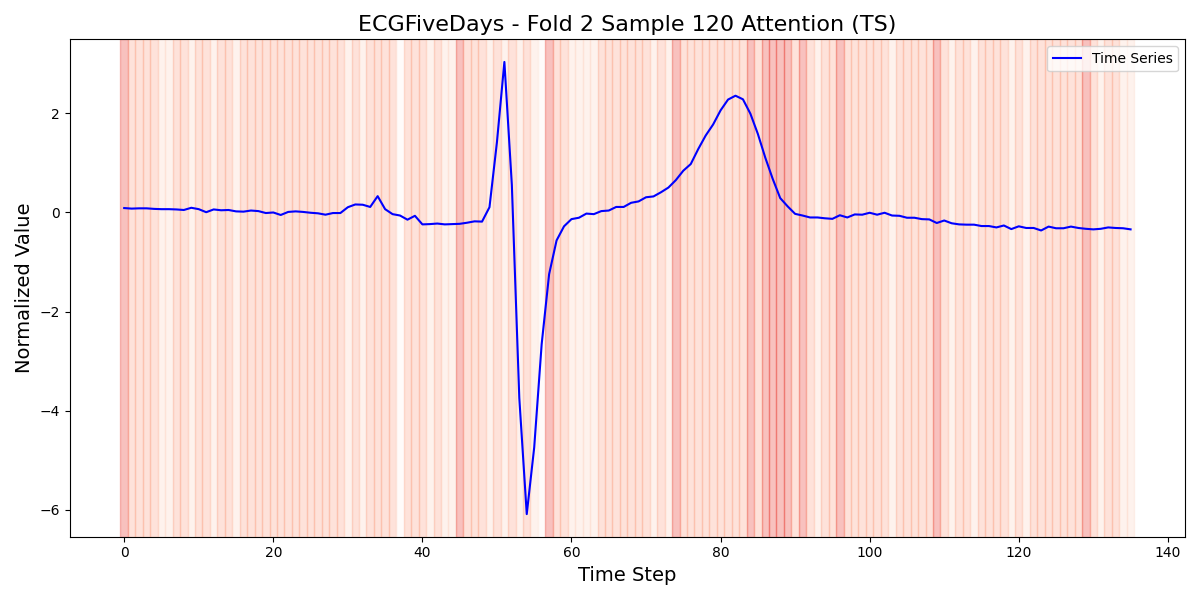 ECGFiveDays - Fold 2 Sample 120 Attention (TS)
Time Series
Normalized Value
2
0
−2
−4
−6
0 20 40 60 80 100 120 140
Time Step